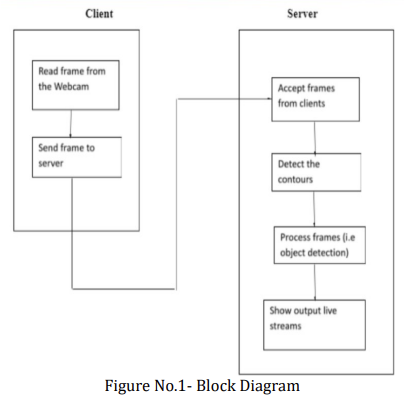 Client
Server
Read frame from
the Webcam
Send frame to
server
Accept frames
from clients
Detect the
contours
Process frames (i.e
object detection)
Show output live
streams
Figure No.1- Block Diagram